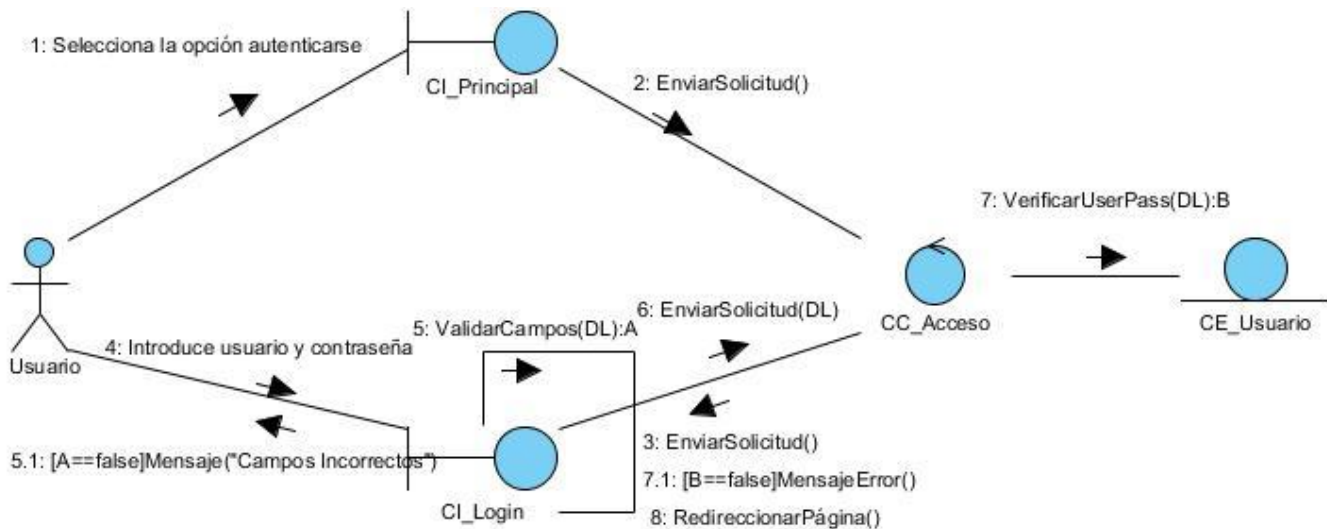 1: Selecciona la opción autenticarse
CI_Principal
2: EnviarSolicitud()
7: VerificarUserPass(DL):B
CC_Acceso
CE_Usuario
Usuario
4: Introduce usuario y contraseña
5: ValidarCampos(DL):A
6: EnviarSolicitud(DL)
5.1: [A==false]Mensaje("Campos Incorrectos")
CI_Login
3: EnviarSolicitud()
7.1: [B==false]MensajeError()
8: RedireccionarPágina()